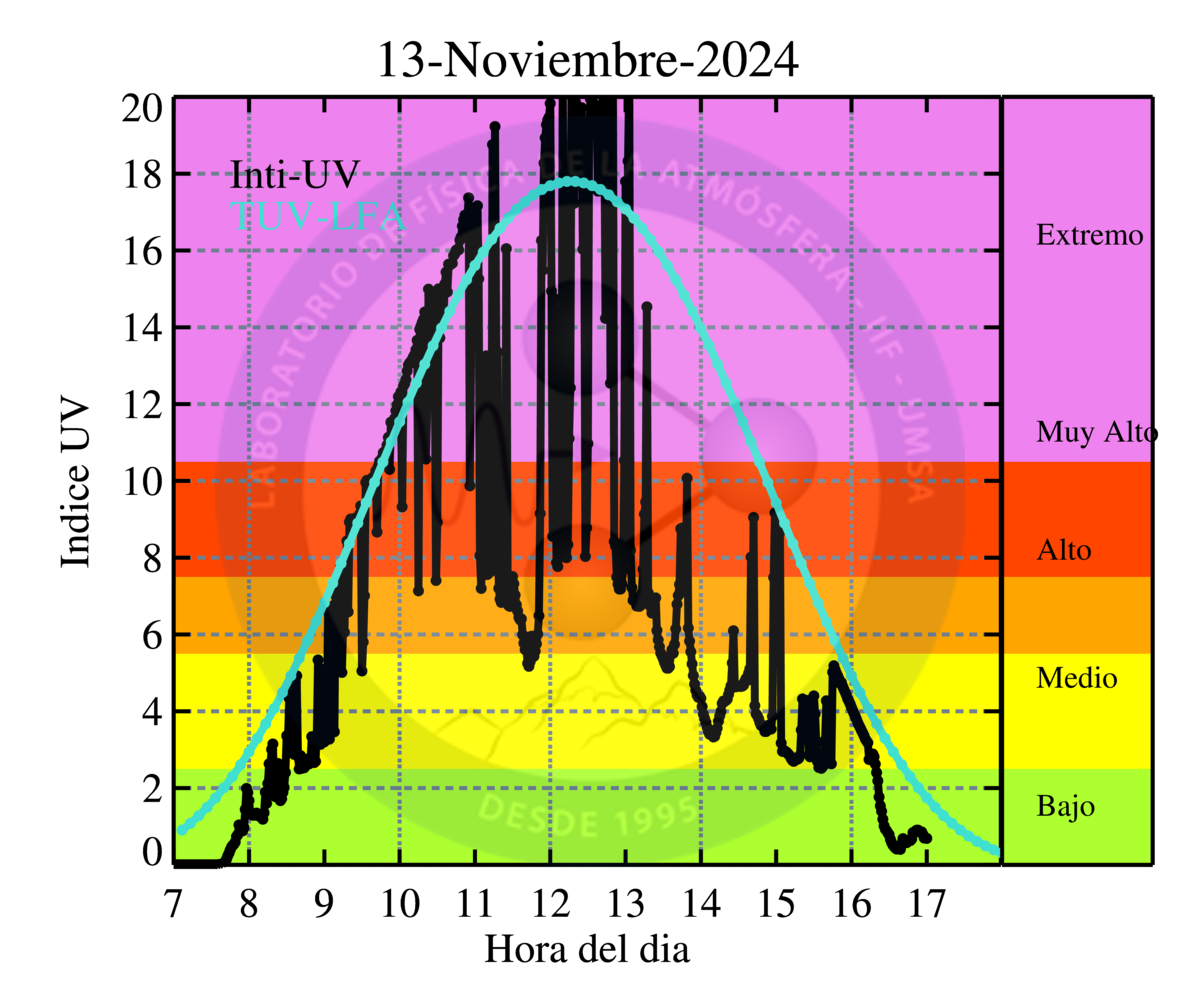 13-Noviembre-2024
Indice UV
20
18
16
14
12
10
8
6
4
2
0
Inti-UV
TUV-LFA
LABORATORIO DE FÍSICA DE LA ATMÓSFERA - IIF - UMSA
DESDE 1995
Extremo
Muy Alto
Alto
Medio
Bajo
7 8 9 10 11 12 13 14 15 16 17
Hora del dia